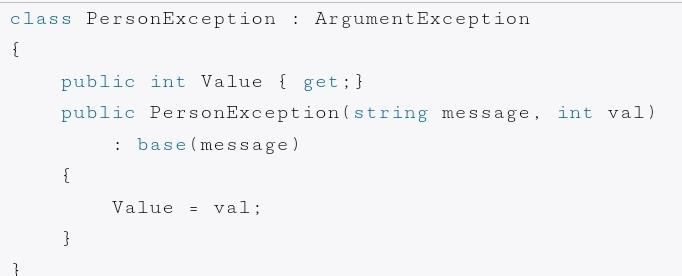 class PersonException : ArgumentException
{
    public int Value { get;}
    public PersonException(string message, int val)
        : base(message)
    {
        Value = val;
    }
}